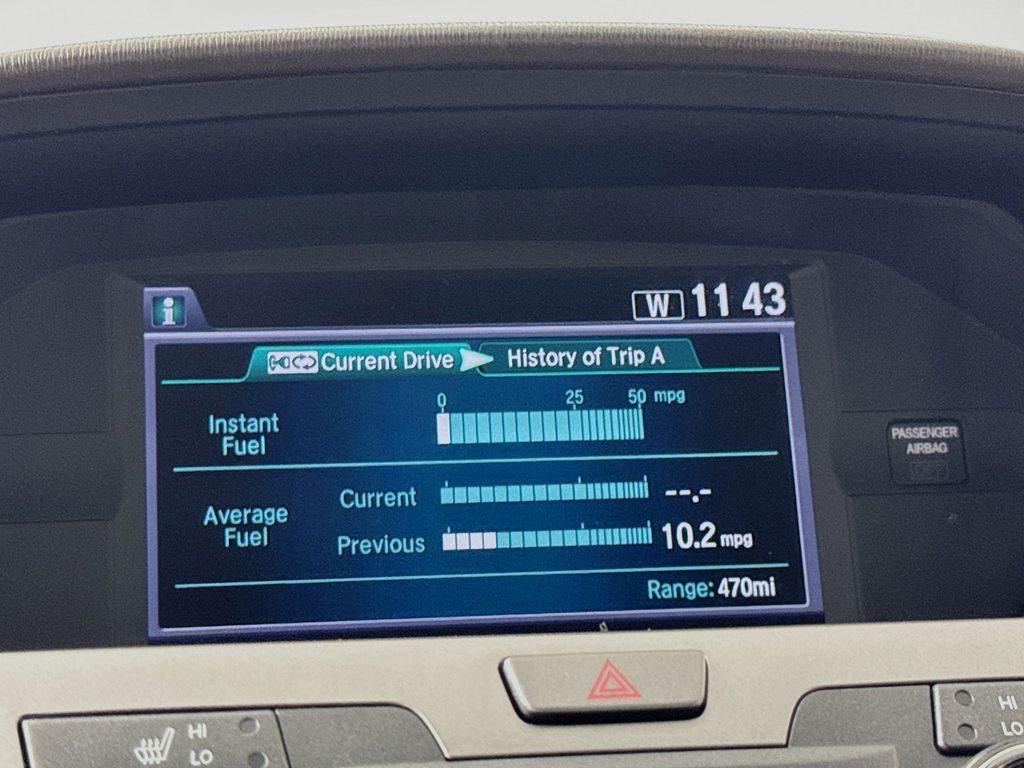 i
W 11 43
Current Drive History of Trip A
0 25 50 mpg
Instant
Fuel
Average
Fuel
Current --.-
Previous 10.2 mpg
Range: 470mi
PASSENGER
AIRBAG
HI
LO
HI
LO